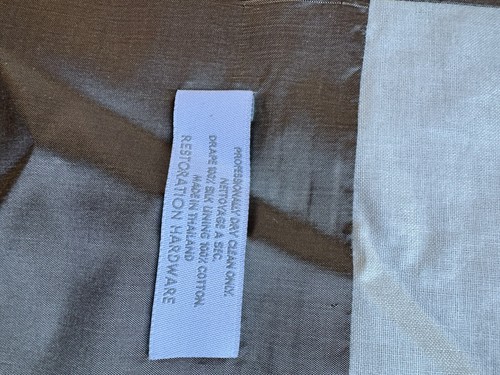 PROFESSIONALLY DRY CLEAN ONLY.
NETTOYAGE A SEC.
DRAPE 100% SILK LINING 100% COTTON.
MADE IN THAILAND
RESTORATION HARDWARE